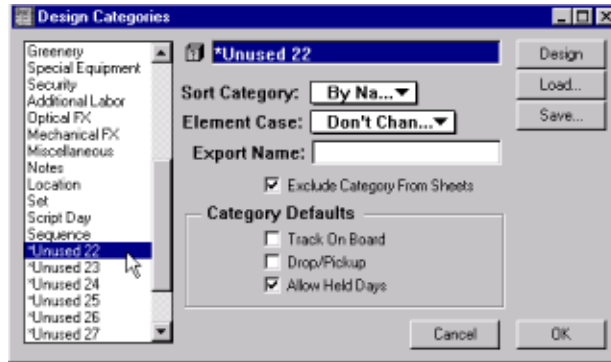 Design Categories
Greenery
Special Equipment
Security
Additional Labor
Optical FX
Mechanical FX
Miscellaneous
Notes
Location
Set
Script Day
Sequence
*Unused 22
*Unused 23
*Unused 24
*Unused 25
*Unused 26
*Unused 27
*Unused 22
Sort Category: By Na...
Element Case: Don't Chan...
Export Name:
Exclude Category From Sheets
Category Defaults
Track On Board
Drop/Pickup
Allow Held Days
Design
Load...
Save...
Cancel
OK